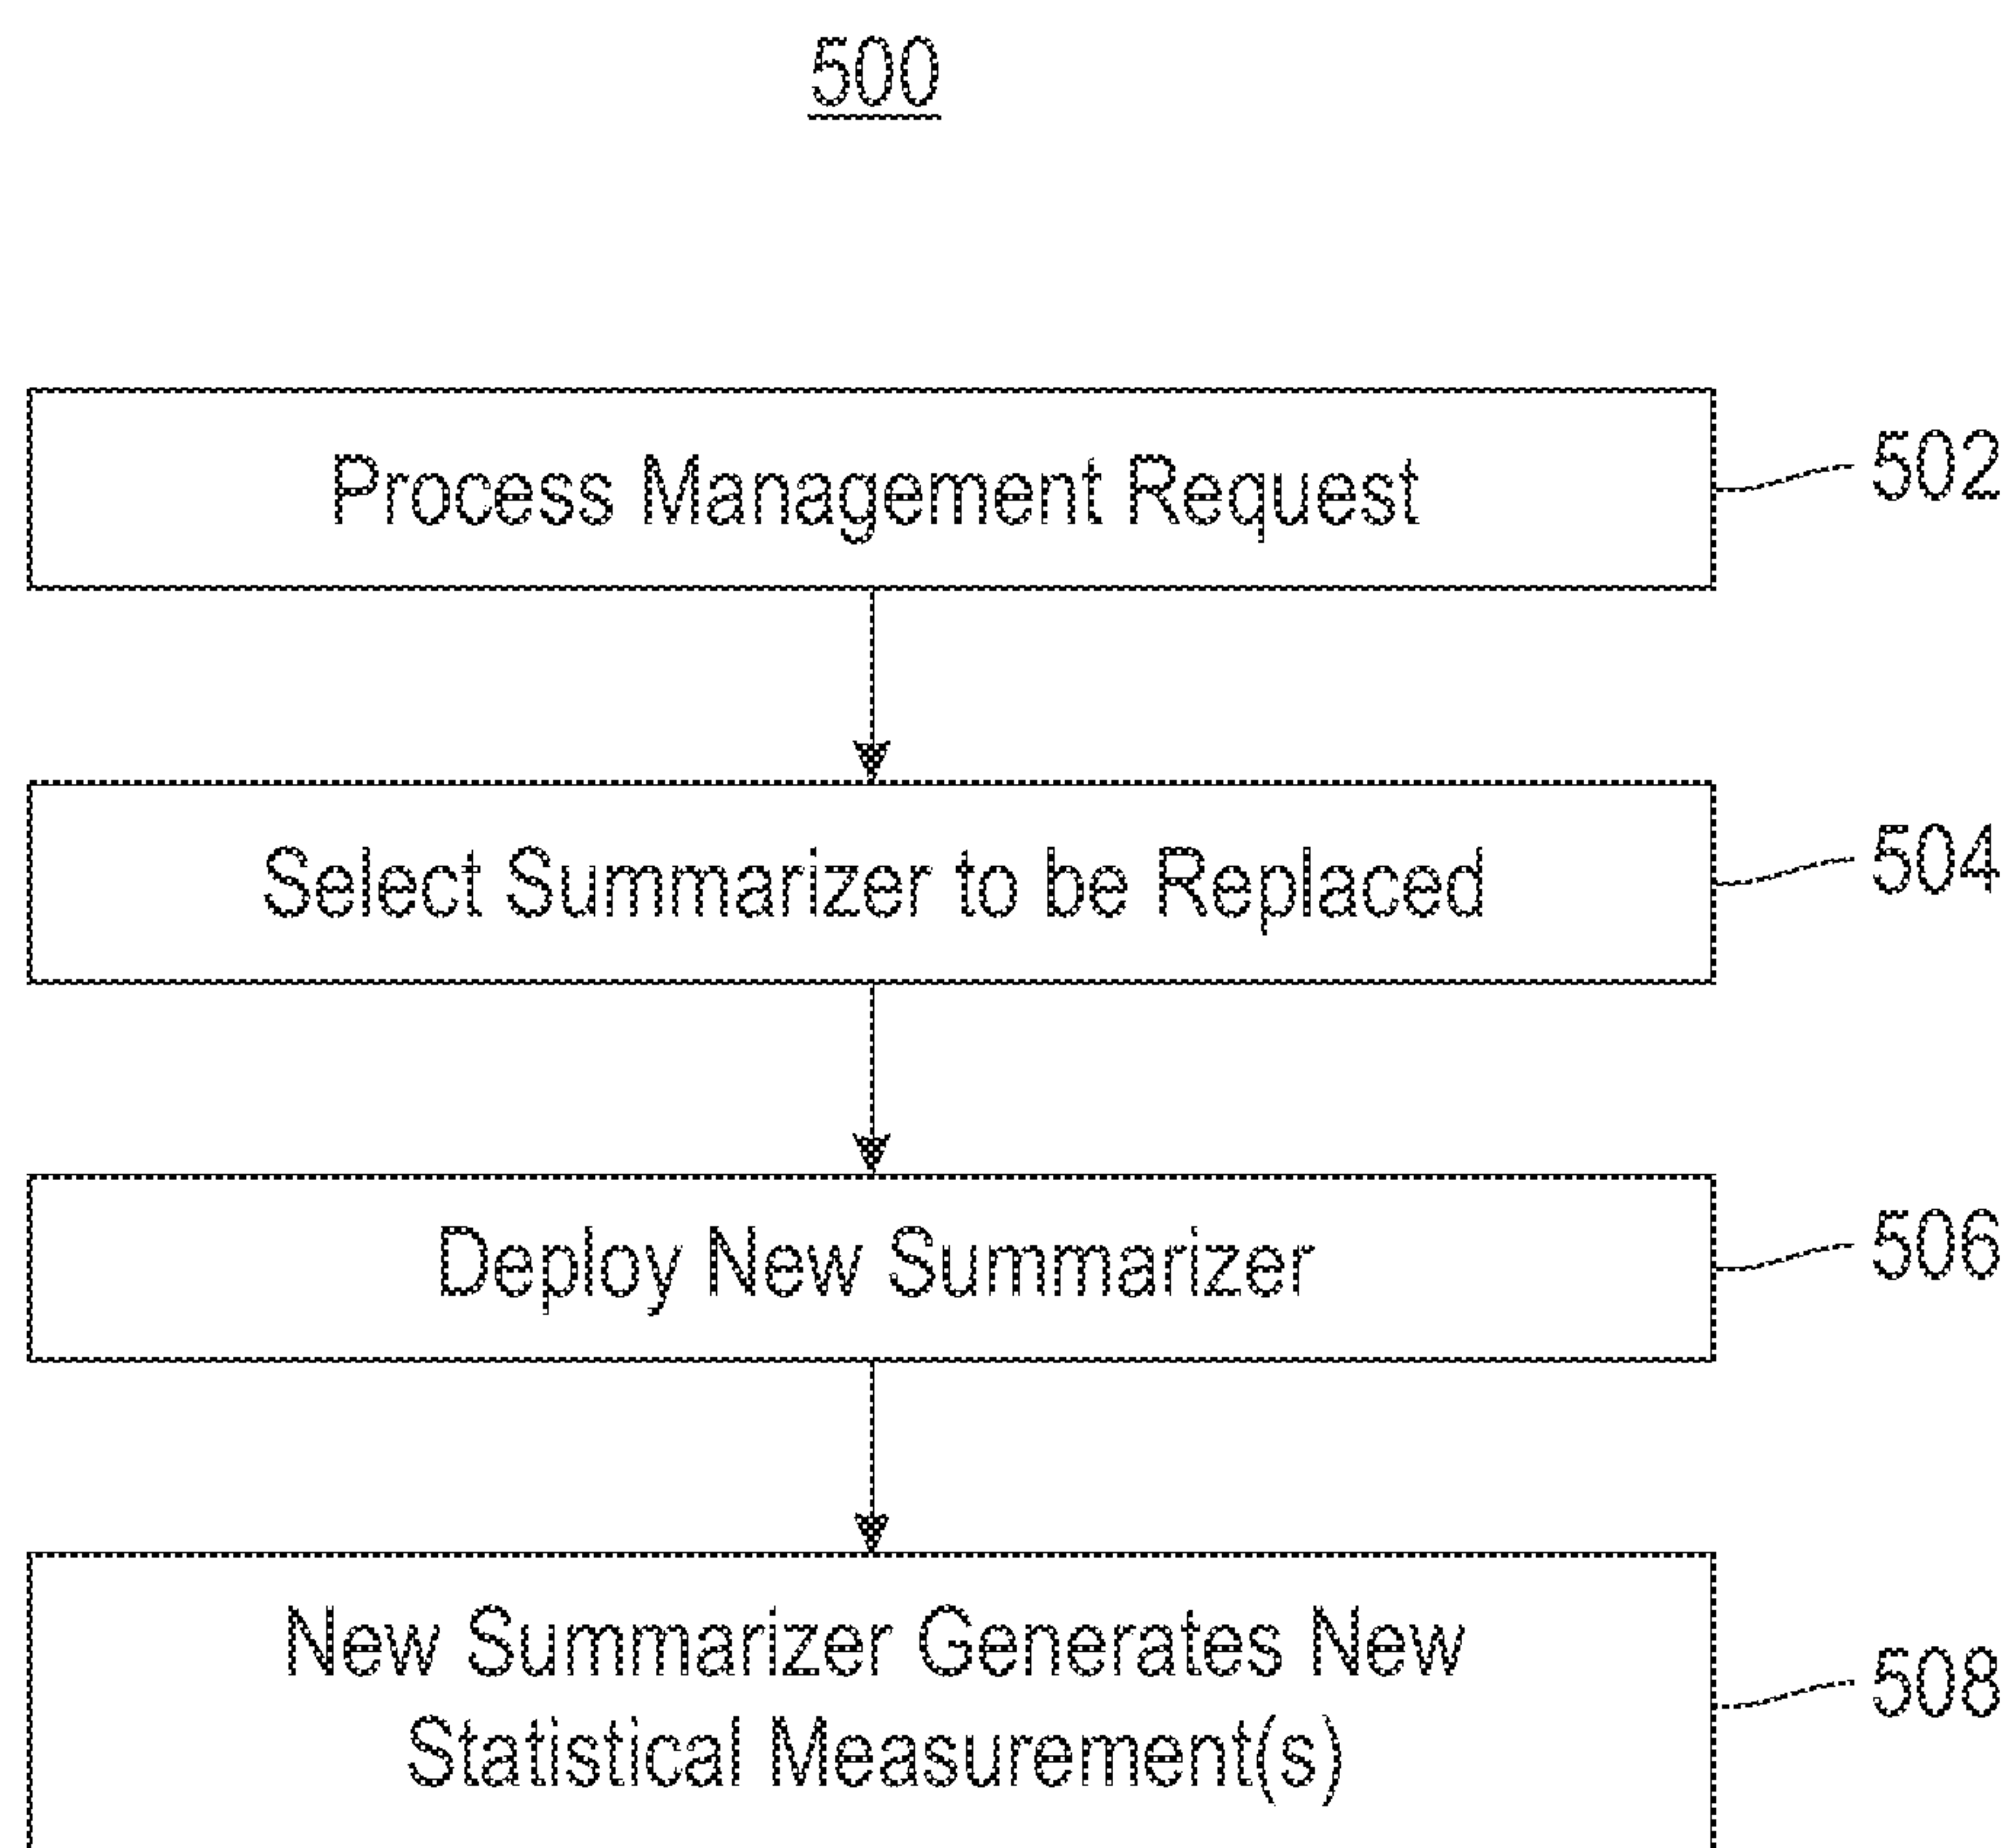 500
Process Management Request
502
Select Summarizer to be Replaced
504
Deploy New Summarizer
506
New Summarizer Generates New
Statistical Measurement(s)
508